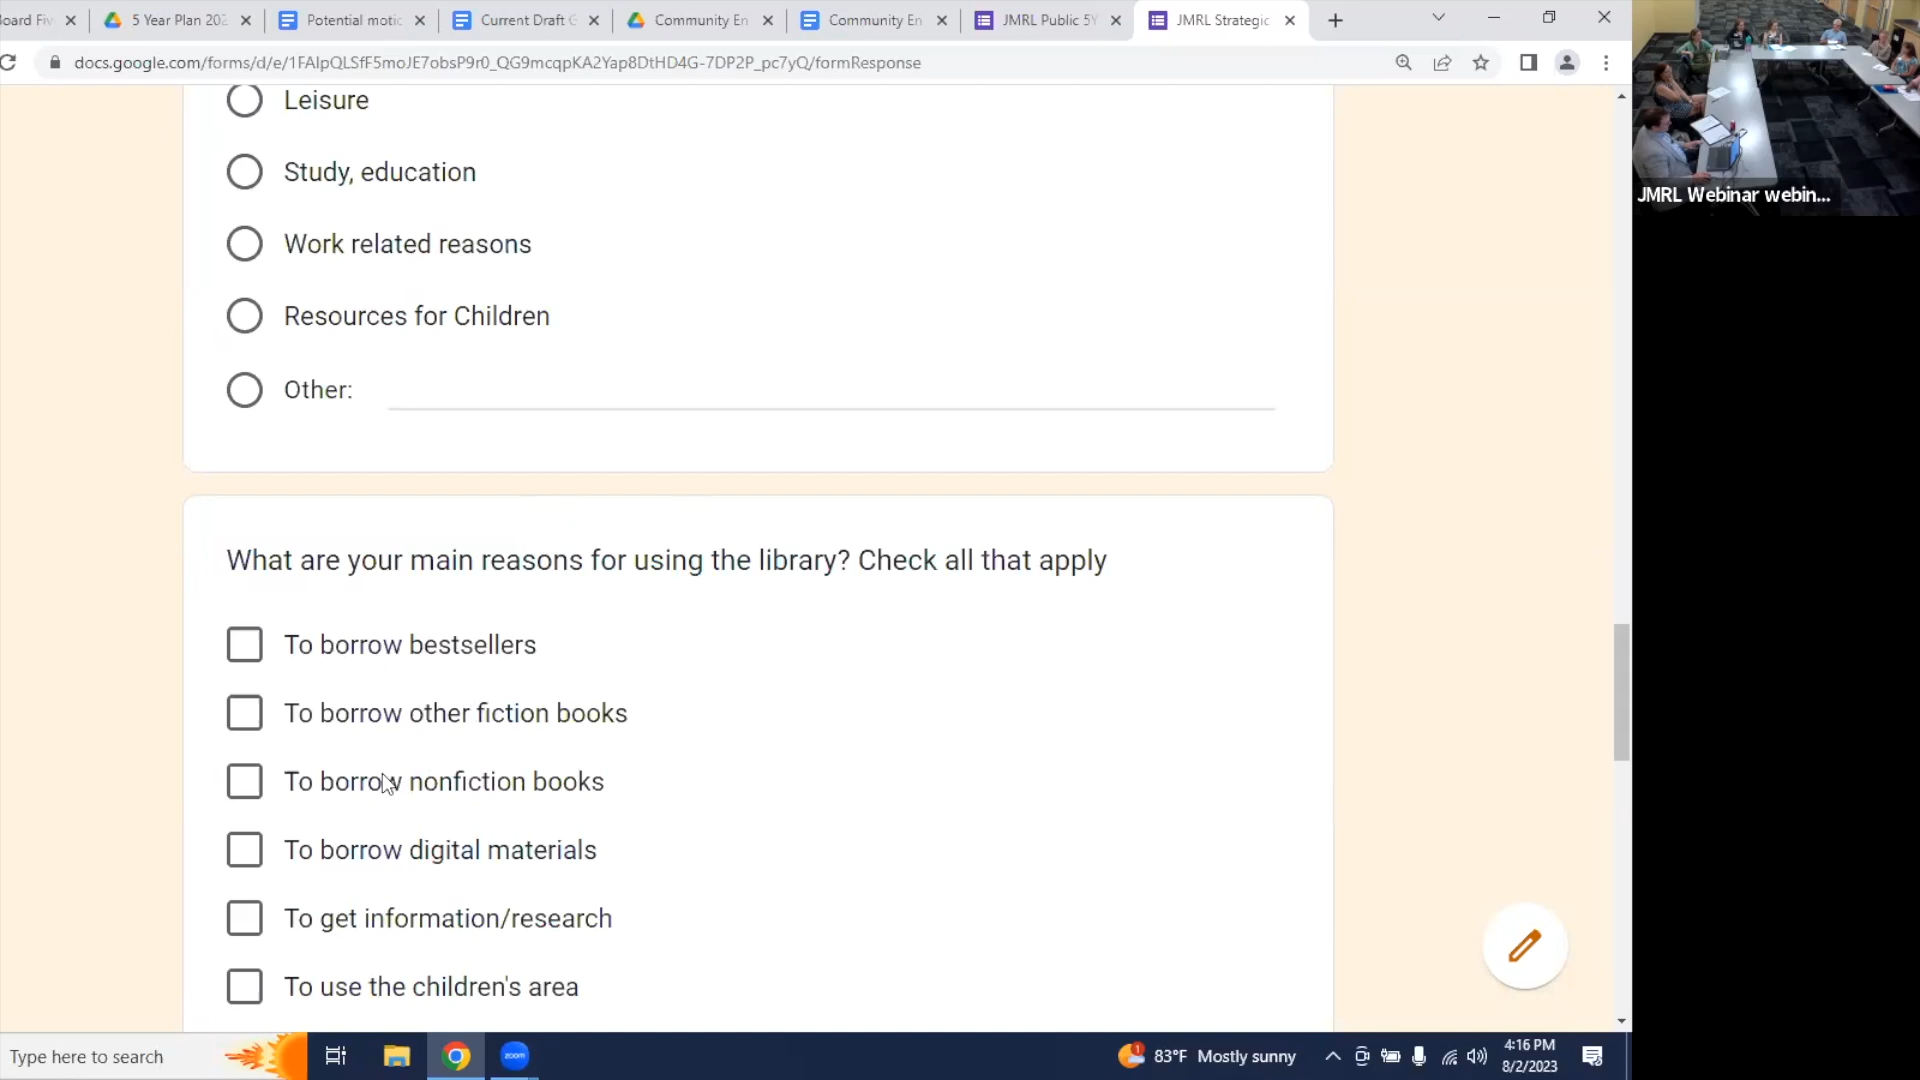 oard Fiv
5 Year Plan 202
Potential motic
Current Draft G
Community En
Community En
JMRL Public 5Y
JMRL Strategic
docs.google.com/forms/d/e/1FAIpQLSfF5moJE7obsP9r0_QG9mcqpKA2Yap8DtHD4G-7DP2P_pc7yQ/formResponse
JMRL Webinar webin...
Leisure
Study, education
Work related reasons
Resources for Children
Other:
What are your main reasons for using the library? Check all that apply
To borrow bestsellers
To borrow other fiction books
To borrow nonfiction books
To borrow digital materials
To get information/research
To use the children's area
Type here to search
zoom
1
83°F Mostly sunny
4:16 PM
8/2/2023